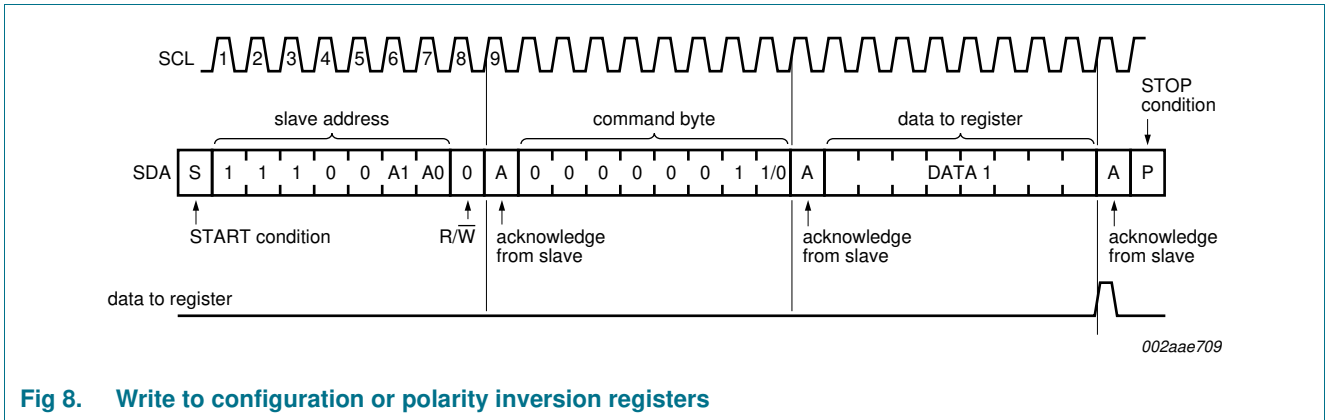 SCL 1 2 3 4 5 6 7 8 9
STOP
condition
slave address command byte data to register
SDA S 1 1 1 0 0 A1 A0 0 A 0 0 0 0 0 0 1 1/0 A DATA 1 A P
START condition R/W̅ acknowledge
from slave acknowledge
from slave acknowledge
from slave
data to register
002aae709
Fig 8. Write to configuration or polarity inversion registers